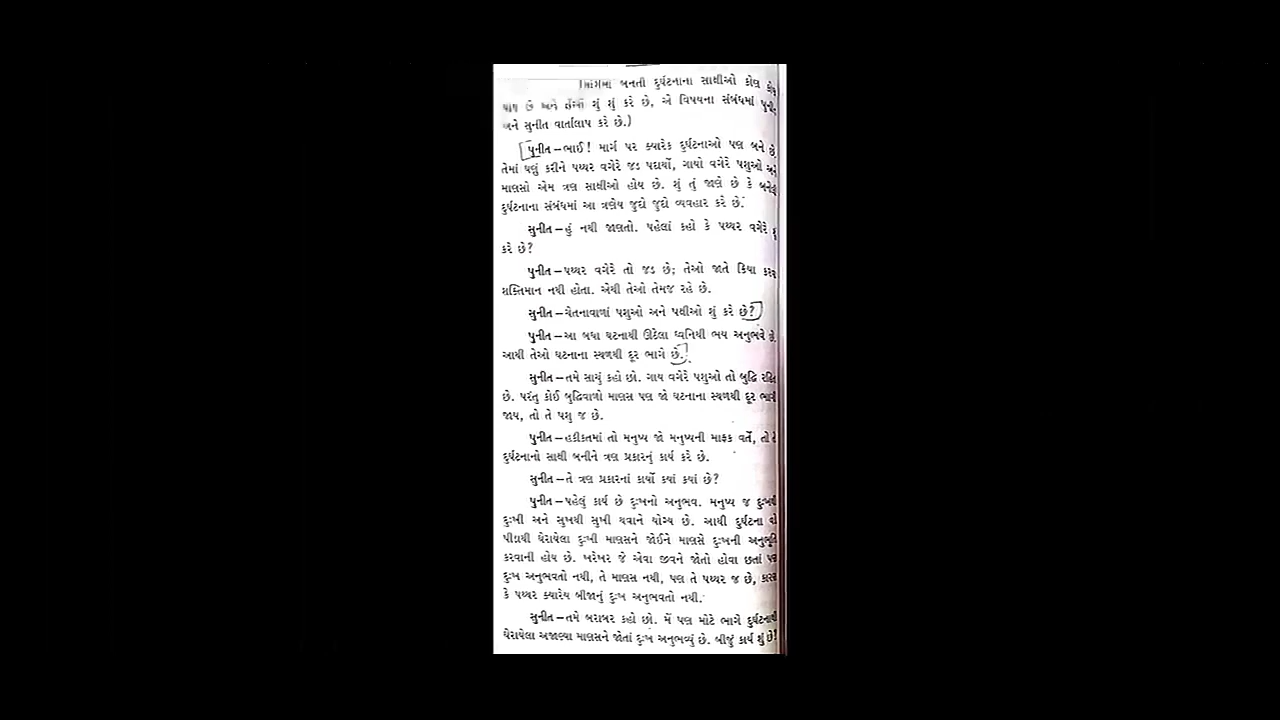 બનતી દુર્ઘટનાના સાક્ષીઓ કોણ કોણ
થાય છે અને તેઓ શું શું કરે છે, એ વિષયના સંબંધમાં પુનીત
અને સુનીત વાર્તાલાપ કરે છે.)
પુનીત–ભાઈ! માર્ગ પર ક્યારેક દુર્ઘટનાઓ પણ બને છે.
તેમાં ઘણું કરીને પથ્થર વગેરે જડ પદાર્થો, ગાયો વગેરે પશુઓ અને
માણસો એમ ત્રણ સાક્ષીઓ હોય છે. શું તું જાણે છે કે બનેલી
દુર્ઘટનાના સંબંધમાં આ ત્રણેય જુદો જુદો વ્યવહાર કરે છે.
સુનીત–હું નથી જાણતો. પહેલાં કહો કે પથ્થર વગેરે શું
કરે છે?
પુનીત–પથ્થર વગેરે તો જડ છે; તેઓ જાતે ક્રિયા કરવા
શક્તિમાન નથી હોતા. એથી તેઓ તેમજ રહે છે.
સુનીત–ચેતનાવાળાં પશુઓ અને પક્ષીઓ શું કરે છે?
પુનીત–આ બધા ઘટનાથી ઊઠેલા ધ્વનિથી ભય અનુભવે છે.
આથી તેઓ ઘટનાના સ્થળથી દૂર ભાગે છે.
સુનીત–તમે સાચું કહો છો. ગાય વગેરે પશુઓ તો બુદ્ધિ રહિત
છે. પરંતુ કોઈ બુદ્ધિવાળો માણસ પણ જો ઘટનાના સ્થળથી દૂર ભાગી
જાય, તો તે પશુ જ છે.
પુનીત–હકીકતમાં તો મનુષ્ય જો મનુષ્યની માફક વર્તે, તો તે
દુર્ઘટનાનો સાક્ષી બનીને ત્રણ પ્રકારનું કાર્ય કરે છે.
સુનીત–તે ત્રણ પ્રકારનાં કાર્યો ક્યાં ક્યાં છે?
પુનીત–પહેલું કાર્ય છે દુઃખનો અનુભવ. મનુષ્ય જ દુઃખથી
દુઃખી અને સુખથી સુખી થવાને યોગ્ય છે. આથી દુર્ઘટના કે
પીડાથી ઘેરાયેલા દુઃખી માણસને જોઈને માણસે દુઃખની અનુભૂતિ
કરવાની હોય છે. ખરેખર જે એવા જીવને જોતો હોવા છતાં પણ
દુઃખ અનુભવતો નથી, તે માણસ નથી, પણ તે પથ્થર જ છે, કારણ
કે પથ્થર ક્યારેય બીજાનું દુઃખ અનુભવતો નથી.
સુનીત–તમે બરાબર કહો છો. મેં પણ મોટે ભાગે દુર્ઘટનાથી
ઘેરાયેલા અજાણ્યા માણસને જોતાં દુઃખ અનુભવ્યું છે. બીજું કાર્ય શું છે?